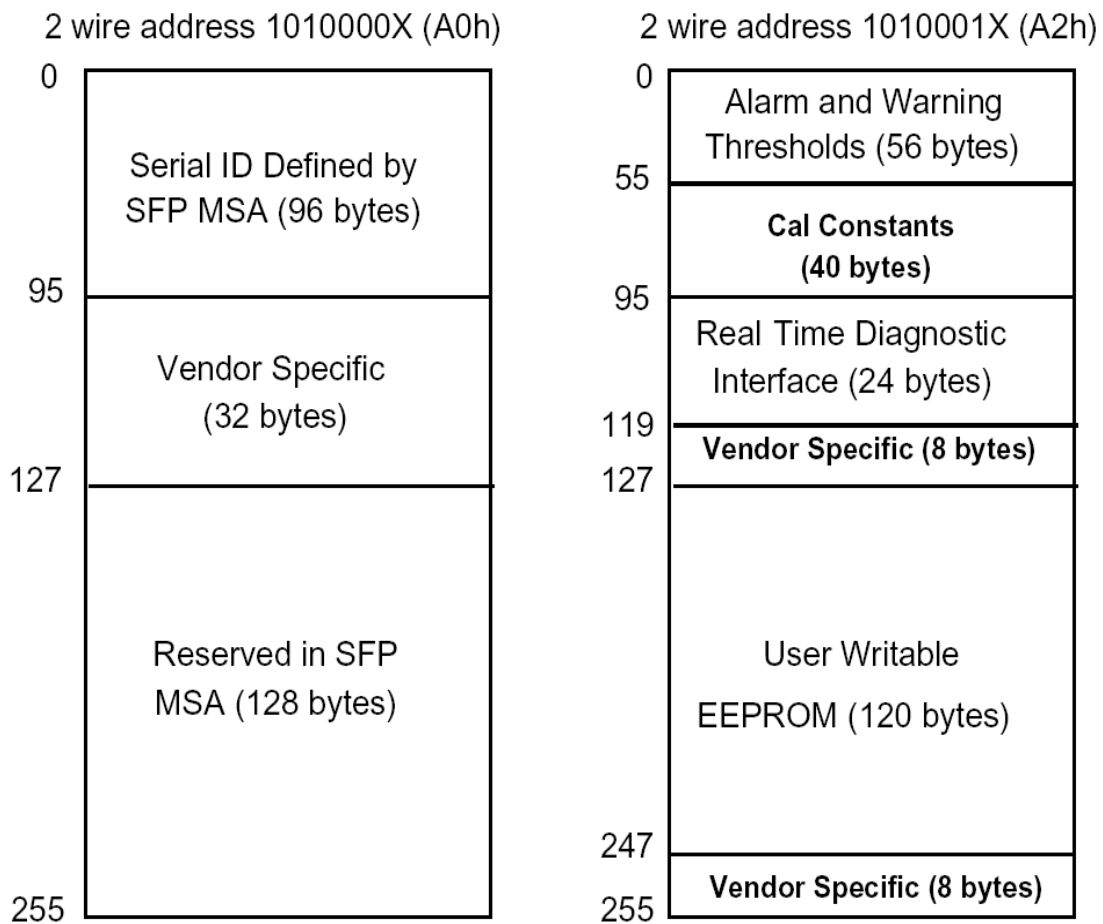 2 wire address 1010000X (A0h)
0
Serial ID Defined by
SFP MSA (96 bytes)
95
Vendor Specific
(32 bytes)
127
Reserved in SFP
MSA (128 bytes)
255
2 wire address 1010001X (A2h)
0
Alarm and Warning
Thresholds (56 bytes)
55
Cal Constants
(40 bytes)
95
Real Time Diagnostic
Interface (24 bytes)
119
Vendor Specific (8 bytes)
127
User Writable
EEPROM (120 bytes)
247
Vendor Specific (8 bytes)
255